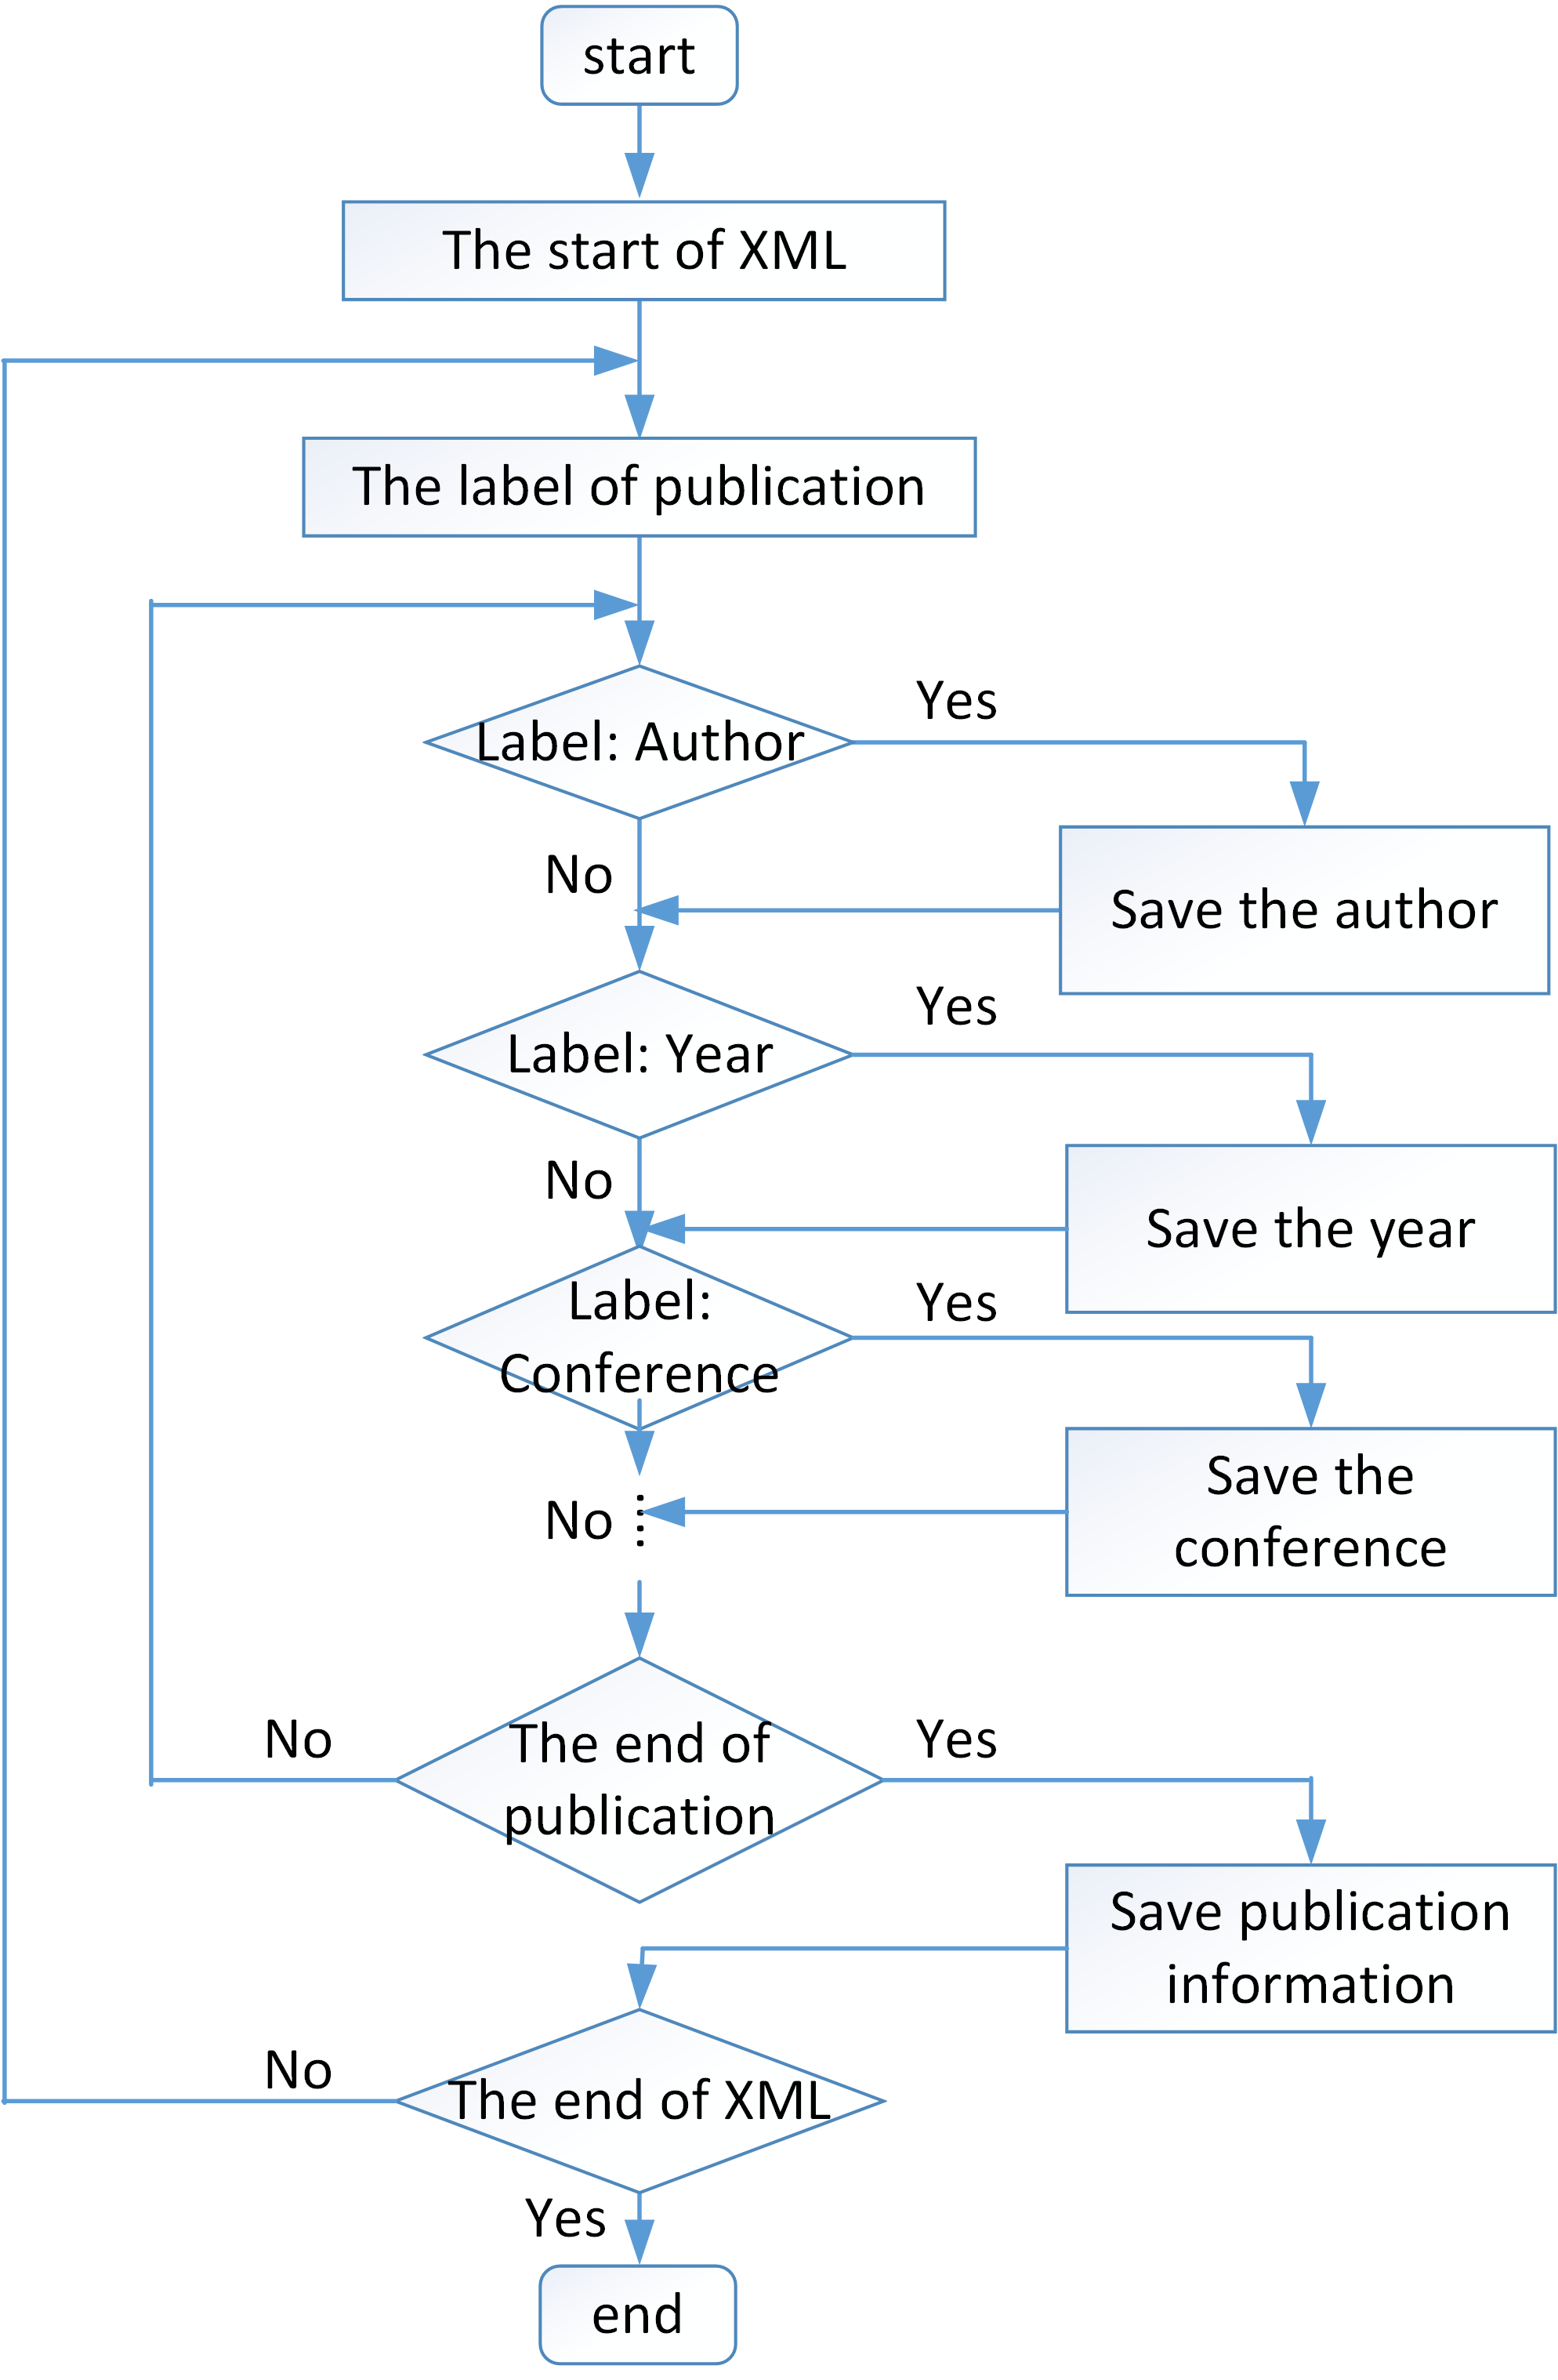 start
The start of XML
The label of publication
Label: Author
Yes
No
Save the author
Label: Year
Yes
No
Save the year
Label:
Conference
Yes
No
Save the
conference
The end of
publication
No
Yes
Save publication
information
The end of XML
No
Yes
end